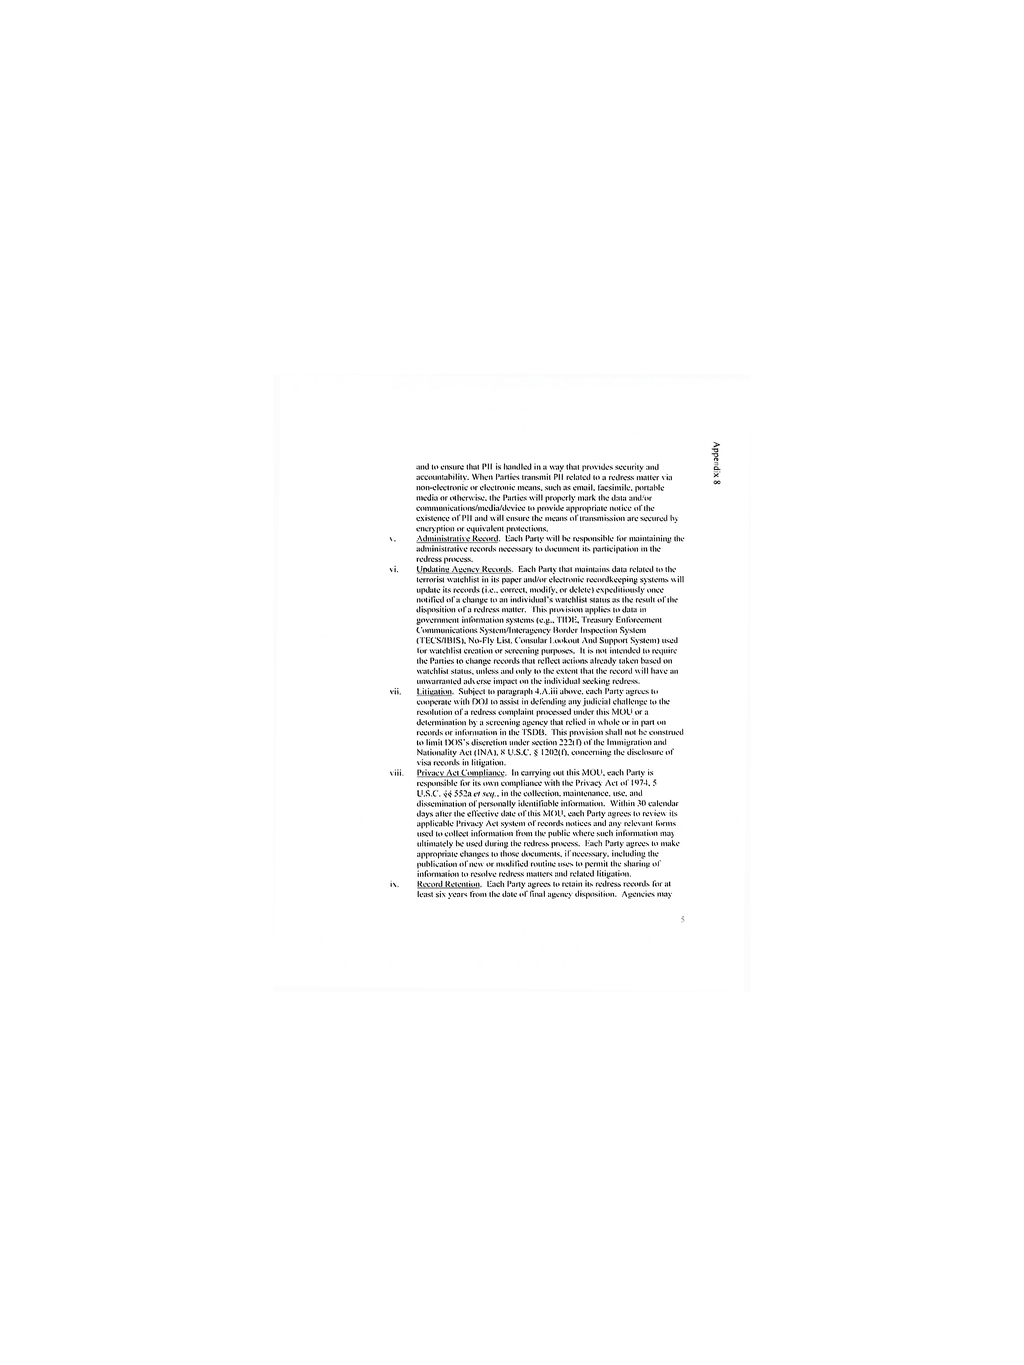 Appendix 8
and to ensure that PII is handled in a way that provides security and
accountability. When Parties transmit PII related to a redress matter via
non-electronic or electronic means, such as email, facsimile, portable
media or otherwise, the Parties will properly mark the data and/or
communications/media/device to provide appropriate notice of the
existence of PII and will ensure the means of transmission are secured by
encryption or equivalent protections.
v. Administrative Record. Each Party will be responsible for maintaining the
administrative records necessary to document its participation in the
redress process.
vi. Updating Agency Records. Each Party that maintains data related to the
terrorist watchlist in its paper and/or electronic recordkeeping systems will
update its records (i.e., correct, modify, or delete) expeditiously once
notified of a change to an individual's watchlist status as the result of the
disposition of a redress matter. This provision applies to data in
government information systems (e.g., TIDE, Treasury Enforcement
Communications System/Interagency Border Inspection System
(TECS/IBIS), No-Fly List, Consular Lookout And Support System) used
for watchlist creation or screening purposes. It is not intended to require
the Parties to change records that reflect actions already taken based on
watchlist status, unless and only to the extent that the record will have an
unwarranted adverse impact on the individual seeking redress.
vii. Litigation. Subject to paragraph 4.A.iii above, each Party agrees to
cooperate with DOJ to assist in defending any judicial challenge to the
resolution of a redress complaint processed under this MOU or a
determination by a screening agency that relied in whole or in part on
records or information in the TSDB. This provision shall not be construed
to limit DOS's discretion under section 222(f) of the Immigration and
Nationality Act (INA), 8 U.S.C. § 1202(f), concerning the disclosure of
visa records in litigation.
viii. Privacy Act Compliance. In carrying out this MOU, each Party is
responsible for its own compliance with the Privacy Act of 1974, 5
U.S.C. §§ 552a et seq., in the collection, maintenance, use, and
dissemination of personally identifiable information. Within 30 calendar
days after the effective date of this MOU, each Party agrees to review its
applicable Privacy Act system of records notices and any relevant forms
used to collect information from the public where such information may
ultimately be used during the redress process. Each Party agrees to make
appropriate changes to those documents, if necessary, including the
publication of new or modified routine uses to permit the sharing of
information to resolve redress matters and related litigation.
ix. Record Retention. Each Party agrees to retain its redress records for at
least six years from the date of final agency disposition. Agencies may
5